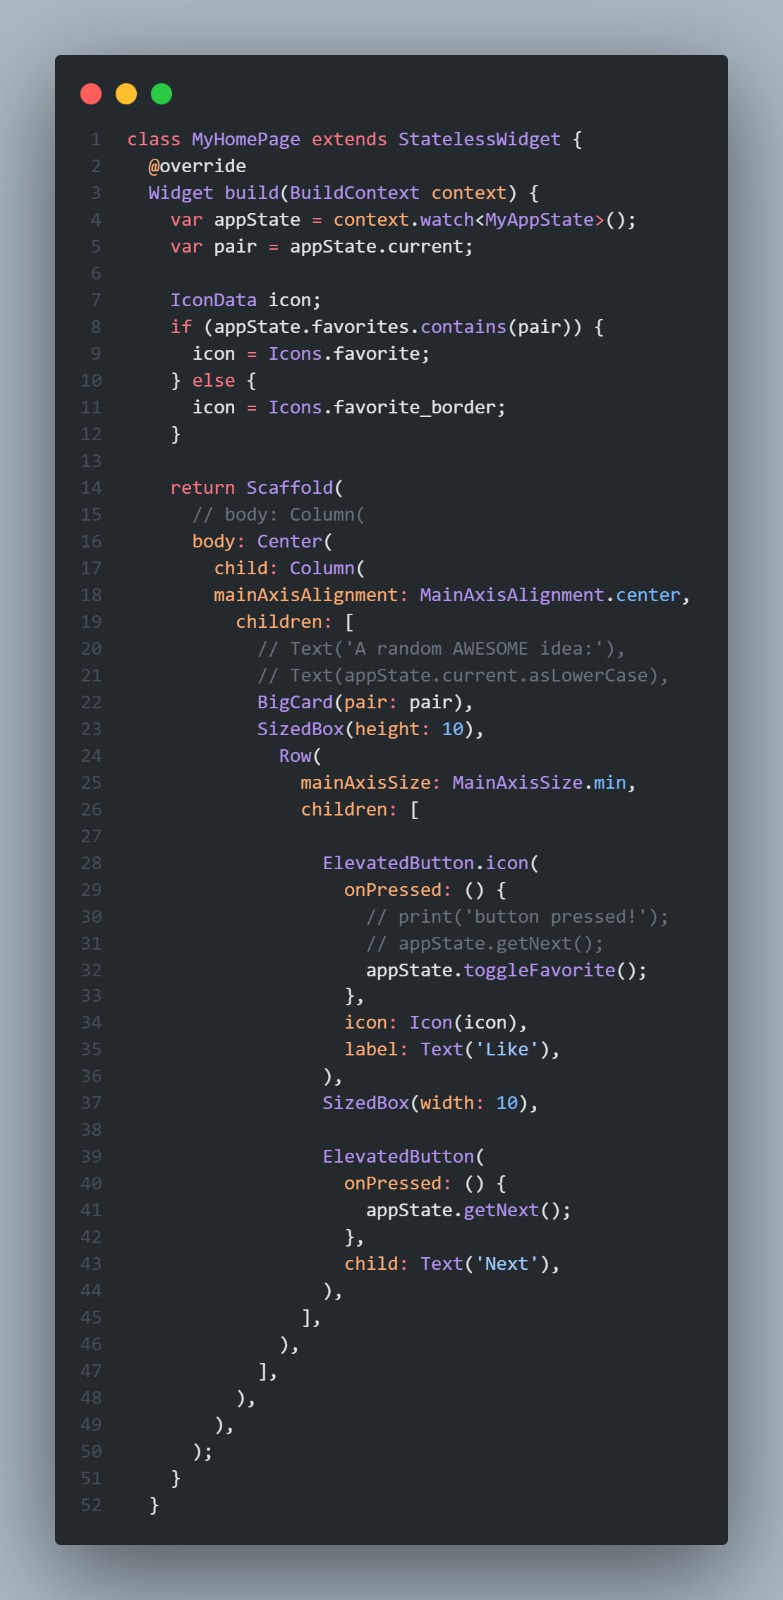 1 class MyHomePage extends StatelessWidget {
2   @override
3   Widget build(BuildContext context) {
4     var appState = context.watch<MyAppState>();
5     var pair = appState.current;
6
7     IconData icon;
8     if (appState.favorites.contains(pair)) {
9       icon = Icons.favorite;
10     } else {
11       icon = Icons.favorite_border;
12     }
13
14     return Scaffold(
15       // body: Column(
16       body: Center(
17         child: Column(
18         mainAxisAlignment: MainAxisAlignment.center,
19           children: [
20             // Text('A random AWESOME idea:'),
21             // Text(appState.current.asLowerCase),
22             BigCard(pair: pair),
23             SizedBox(height: 10),
24               Row(
25                 mainAxisSize: MainAxisSize.min,
26                 children: [
27
28                   ElevatedButton.icon(
29                     onPressed: () {
30                       // print('button pressed!');
31                       // appState.getNext();
32                       appState.toggleFavorite();
33                     },
34                     icon: Icon(icon),
35                     label: Text('Like'),
36                   ),
37                   SizedBox(width: 10),
38
39                   ElevatedButton(
40                     onPressed: () {
41                       appState.getNext();
42                     },
43                     child: Text('Next'),
44                   ),
45                 ],
46               ),
47             ],
48           ),
49         ),
50       );
51     }
52   }